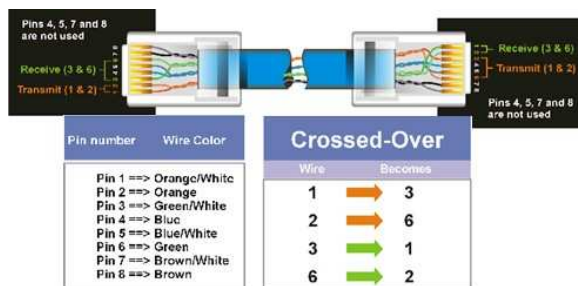 Pins 4, 5, 7 and 8
are not used
Receive (3 & 6)
Transmit (1 & 2)
Receive (3 & 6)
Transmit (1 & 2)
Pins 4, 5, 7 and 8
are not used
Pin number Wire Color
Pin 1 ==> Orange/White
Pin 2 ==> Orange
Pin 3 ==> Green/White
Pin 4 ==> Blue
Pin 5 ==> Blue/White
Pin 6 ==> Green
Pin 7 ==> Brown/White
Pin 8 ==> Brown
Crossed-Over
Wire Becomes
1 3
2 6
3 1
6 2